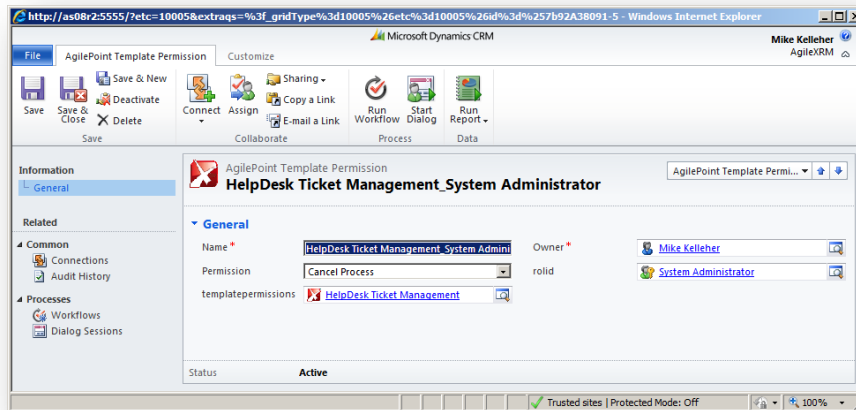 http://as08r2:5555/?etc=10005&extraqs=%3f_gridType%3d10005%26etc%3d10005%26id%3d%257b92A38091-5 - Windows Internet Explorer
Microsoft Dynamics CRM
Mike Kelleher
AgileXRM
File
AgilePoint Template Permission
Customize
Save
Save &
Close
Save & New
Deactivate
Delete
Save
Connect
Assign
Sharing
Copy a Link
E-mail a Link
Collaborate
Run
Workflow
Start
Dialog
Process
Run
Report
Data
Information
General
Related
Common
Connections
Audit History
Processes
Workflows
Dialog Sessions
AgilePoint Template Permission
HelpDesk Ticket Management_System Administrator
AgilePoint Template Permi...
General
Name *
HelpDesk Ticket Management_System Admini
Owner *
Mike Kelleher
Permission
Cancel Process
rolid
System Administrator
templatepermissions
HelpDesk Ticket Management
Status
Active
Trusted sites | Protected Mode: Off
100%